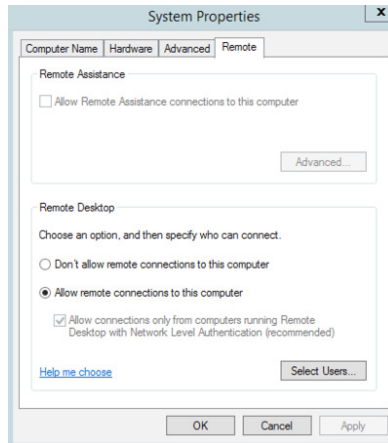 System Properties
x
Computer Name Hardware Advanced Remote
Remote Assistance
Allow Remote Assistance connections to this computer
Advanced...
Remote Desktop
Choose an option, and then specify who can connect.
Don't allow remote connections to this computer
Allow remote connections to this computer
Allow connections only from computers running Remote
Desktop with Network Level Authentication (recommended)
Help me choose Select Users...
OK Cancel Apply